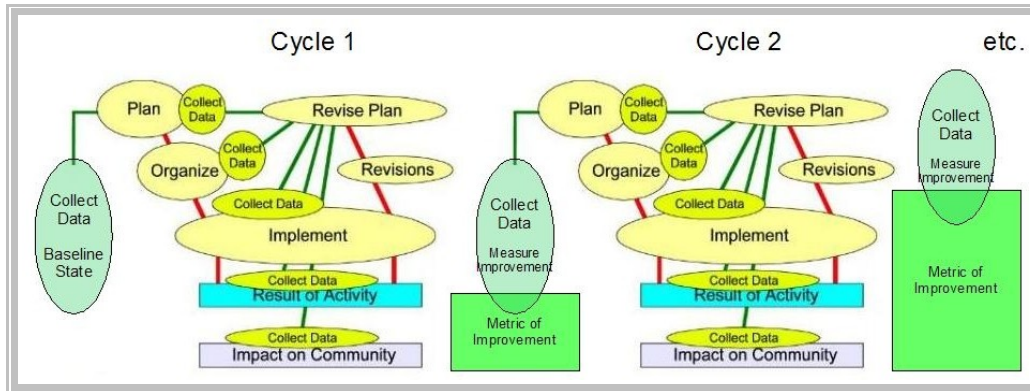 Cycle 1
Cycle 2
etc.
Plan
Collect
Data
Revise Plan
Collect
Data
Organize
Revisions
Collect
Data
Baseline
State
Collect Data
Implement
Collect Data
Result of Activity
Collect Data
Impact on Community
Collect
Data
Measure
Improvement
Metric of
Improvement
Plan
Collect
Data
Revise Plan
Collect
Data
Organize
Revisions
Collect Data
Implement
Collect Data
Result of Activity
Collect Data
Impact on Community
Collect
Data
Measure
Improvement
Metric of
Improvement